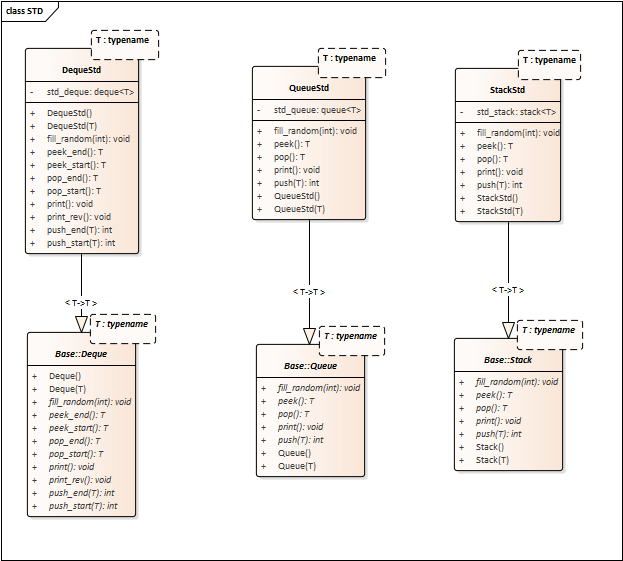 class STD
T : typename
DequeStd
- std_deque: deque<T>
+ DequeStd()
+ DequeStd(T)
+ fill_random(int): void
+ peek_end(): T
+ peek_start(): T
+ pop_end(): T
+ pop_start(): T
+ print(): void
+ print_rev(): void
+ push_end(T): int
+ push_start(T): int
T : typename
QueueStd
- std_queue: queue<T>
+ fill_random(int): void
+ peek(): T
+ pop(): T
+ print(): void
+ push(T): int
+ QueueStd()
+ QueueStd(T)
T : typename
StackStd
- std_stack: stack<T>
+ fill_random(int): void
+ peek(): T
+ pop(): T
+ print(): void
+ push(T): int
+ StackStd()
+ StackStd(T)
< T->T >
< T->T >
< T->T >
T : typename
Base::Deque
+ Deque()
+ Deque(T)
+ fill_random(int): void
+ peek_end(): T
+ peek_start(): T
+ pop_end(): T
+ pop_start(): T
+ print(): void
+ print_rev(): void
+ push_end(T): int
+ push_start(T): int
T : typename
Base::Queue
+ fill_random(int): void
+ peek(): T
+ pop(): T
+ print(): void
+ push(T): int
+ Queue()
+ Queue(T)
T : typename
Base::Stack
+ fill_random(int): void
+ peek(): T
+ pop(): T
+ print(): void
+ push(T): int
+ Stack()
+ Stack(T)